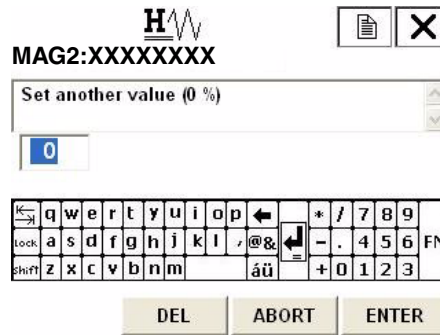 H
MAG2:XXXXXXXX
Set another value (0 %)
0
q w e r t y u i o p * / 7 8 9
Lock a s d f g h j k l , @& - . 4 5 6 FN
Shift z x c v b n m áü = + 0 1 2 3
DEL ABORT ENTER